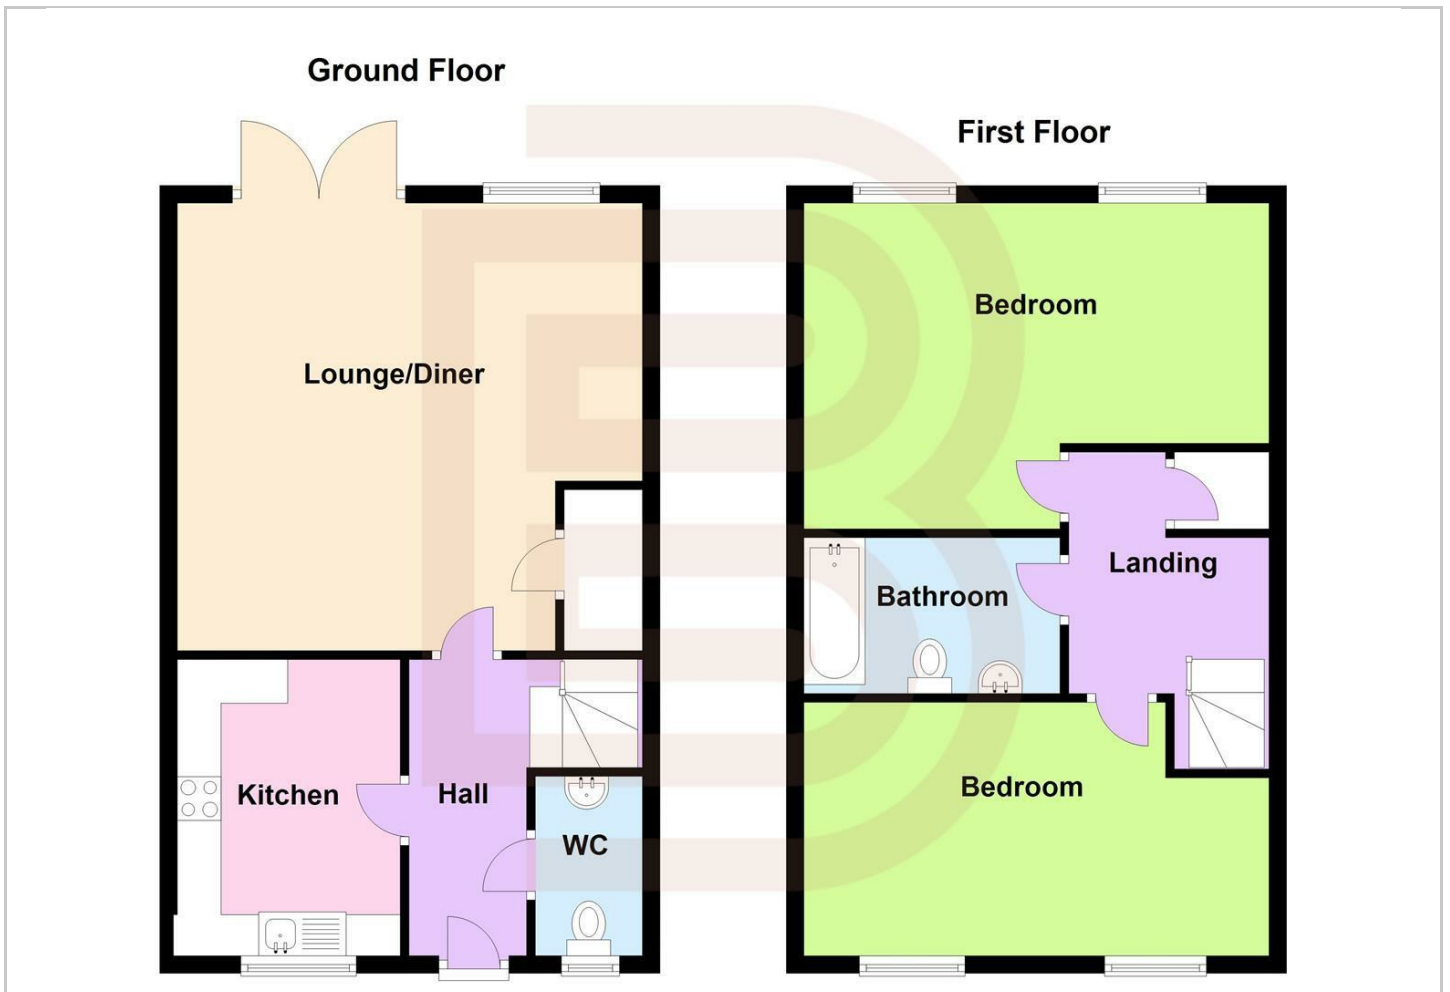 Ground Floor
First Floor
Lounge/Diner
Kitchen
Hall
WC
Bedroom
Bathroom
Landing
Bedroom